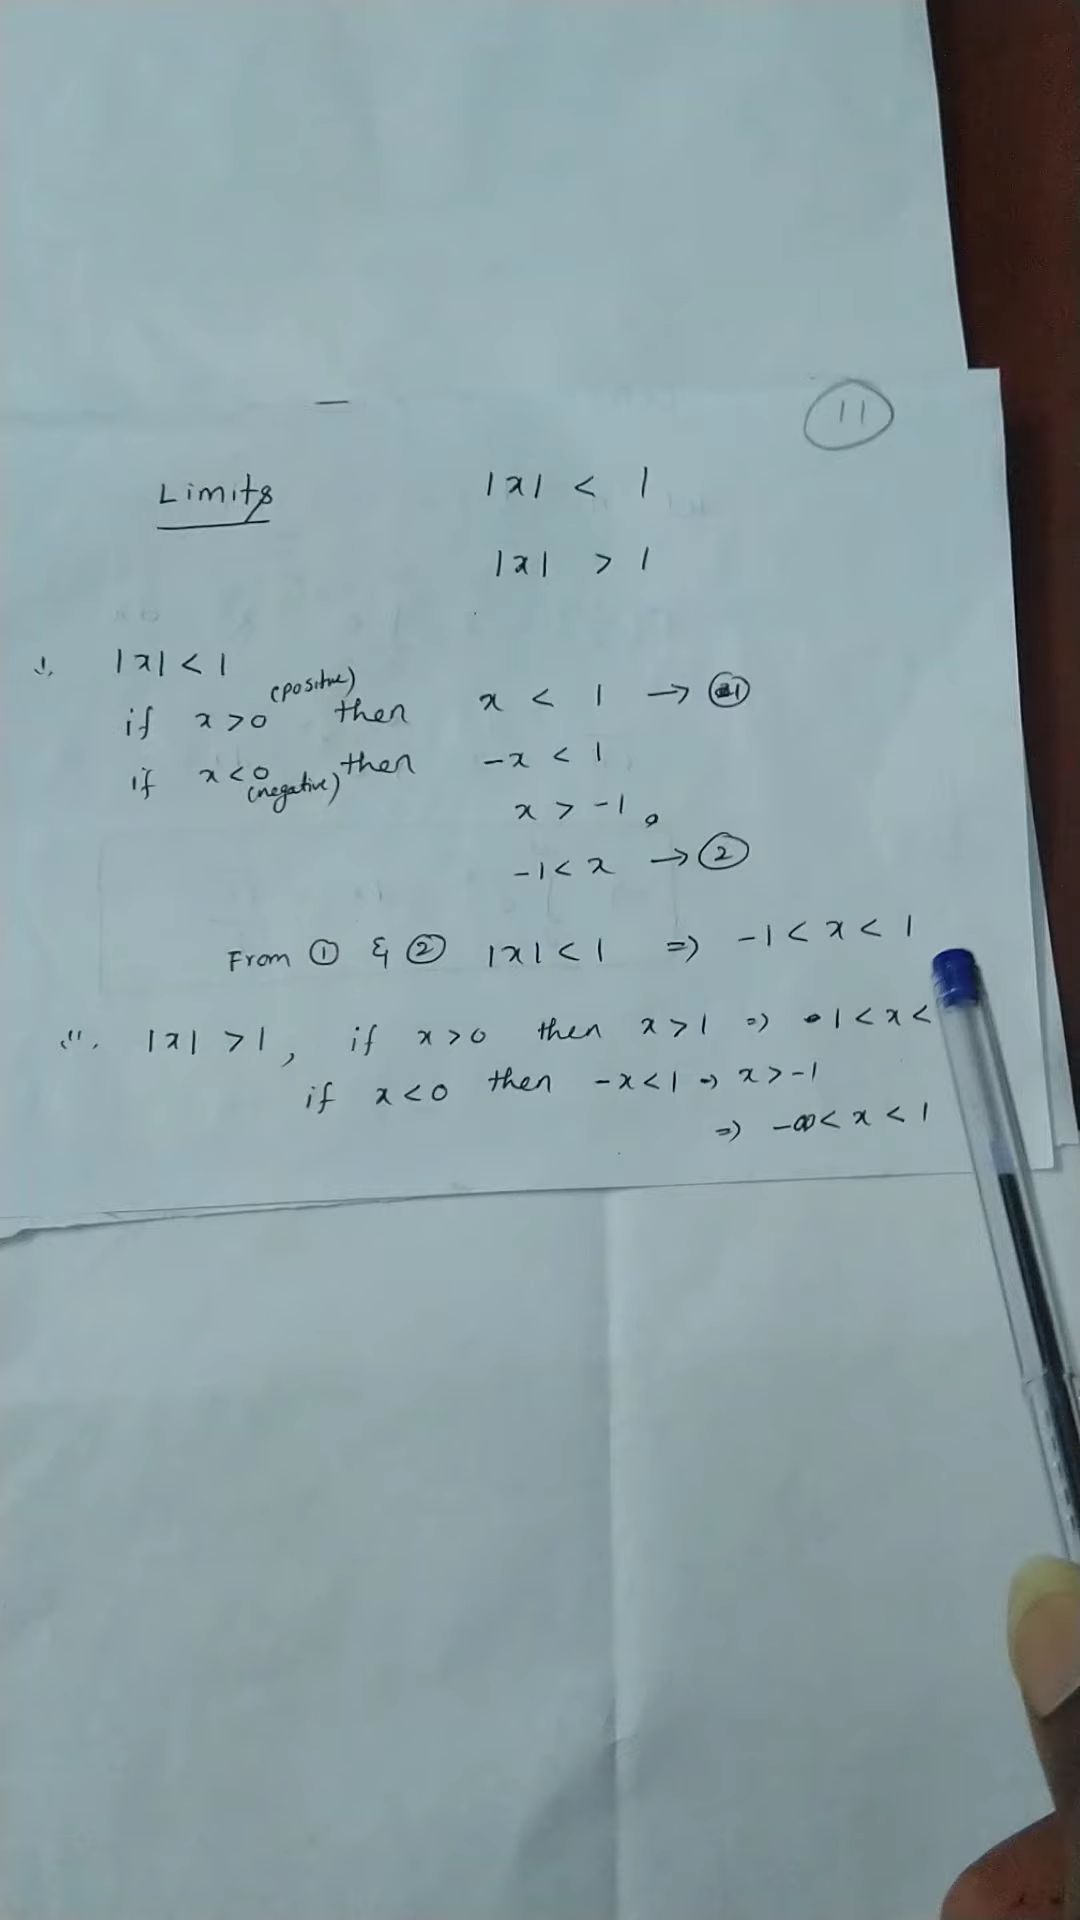 11
Limits |x| < 1
|x| > 1
i, |x| < 1
if x>0 (positive) then x < 1 → ①
if x<0 (negative) then -x < 1
x > -1
-1 < x → ②
From ① & ② |x| < 1 => -1 < x < 1
ii, |x| > 1, if x>0 then x>1 => 1 < x <
if x<0 then -x<1 => x>-1
=> -∞ < x < 1